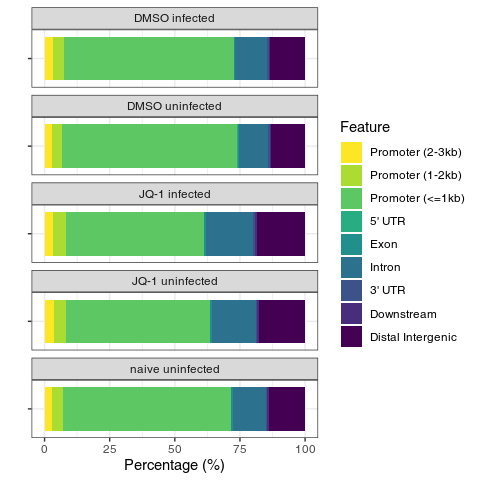 DMSO infected
DMSO uninfected
JQ-1 infected
JQ-1 uninfected
naive uninfected
0 25 50 75 100
Percentage (%)
Feature
Promoter (2-3kb)
Promoter (1-2kb)
Promoter (<=1kb)
5' UTR
Exon
Intron
3' UTR
Downstream
Distal Intergenic